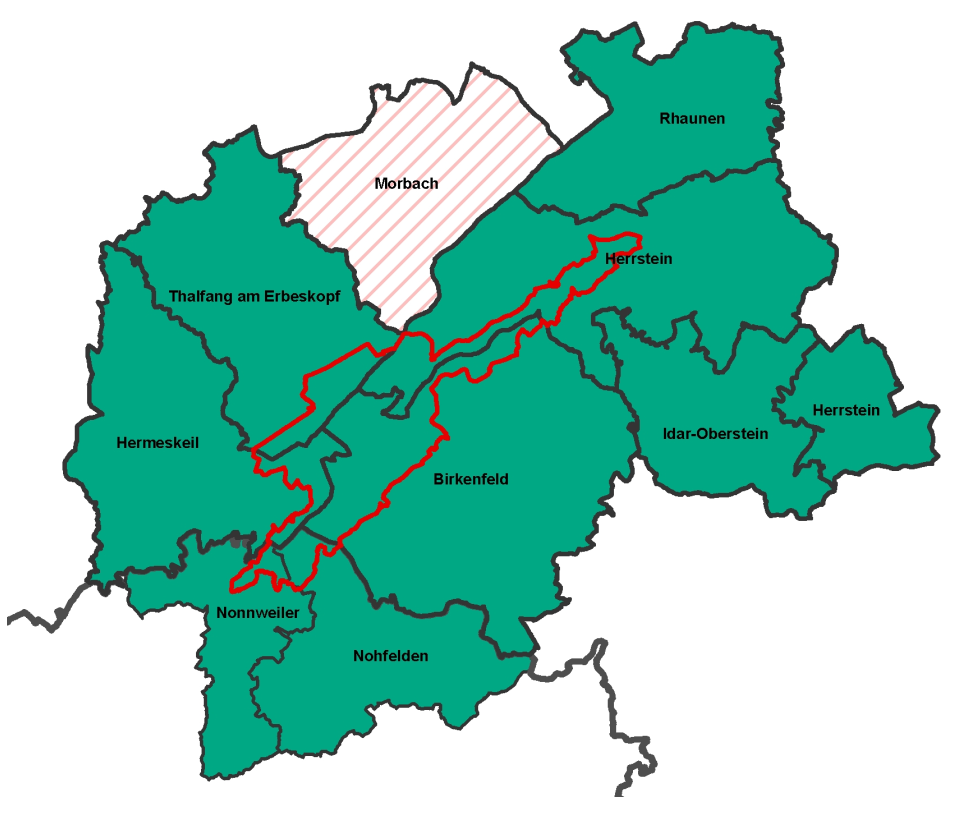 Rhaunen
Morbach
Herrstein
Thalfang am Erbeskopf
Herrstein
Idar-Oberstein
Hermeskeil
Birkenfeld
Nonnweiler
Nohfelden